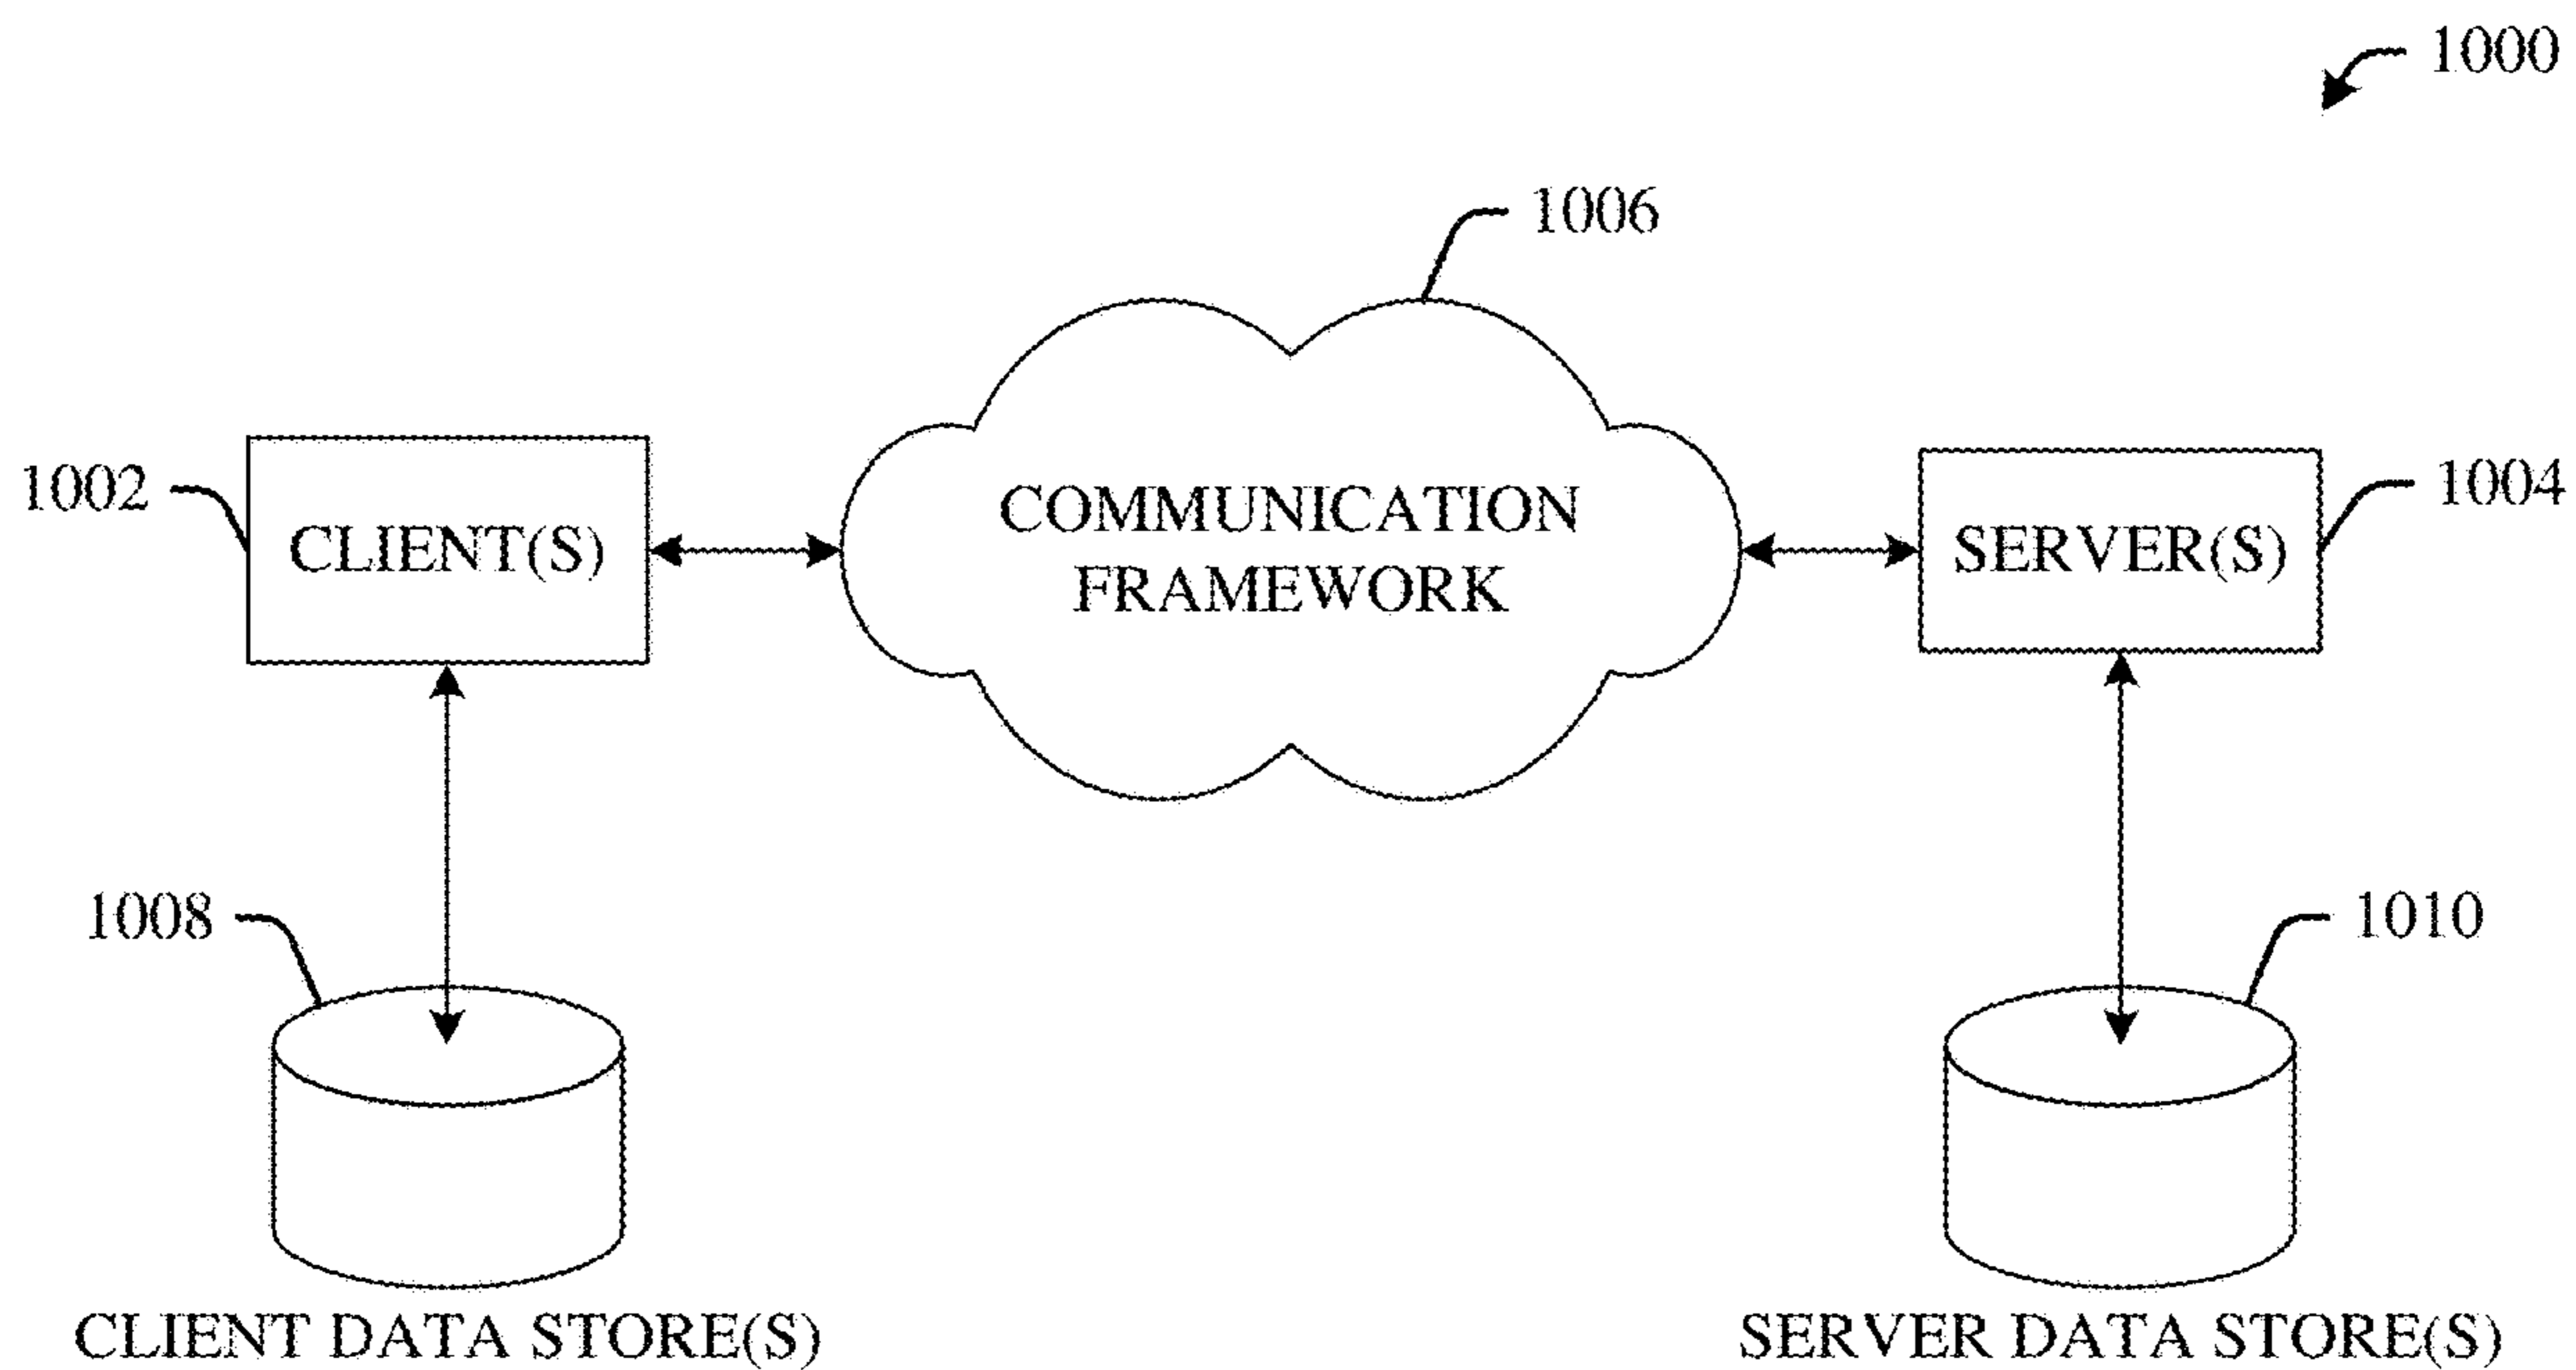 1000
1006
1002
CLIENT(S)
COMMUNICATION
FRAMEWORK
SERVER(S)
1004
1008
1010
CLIENT DATA STORE(S)
SERVER DATA STORE(S)